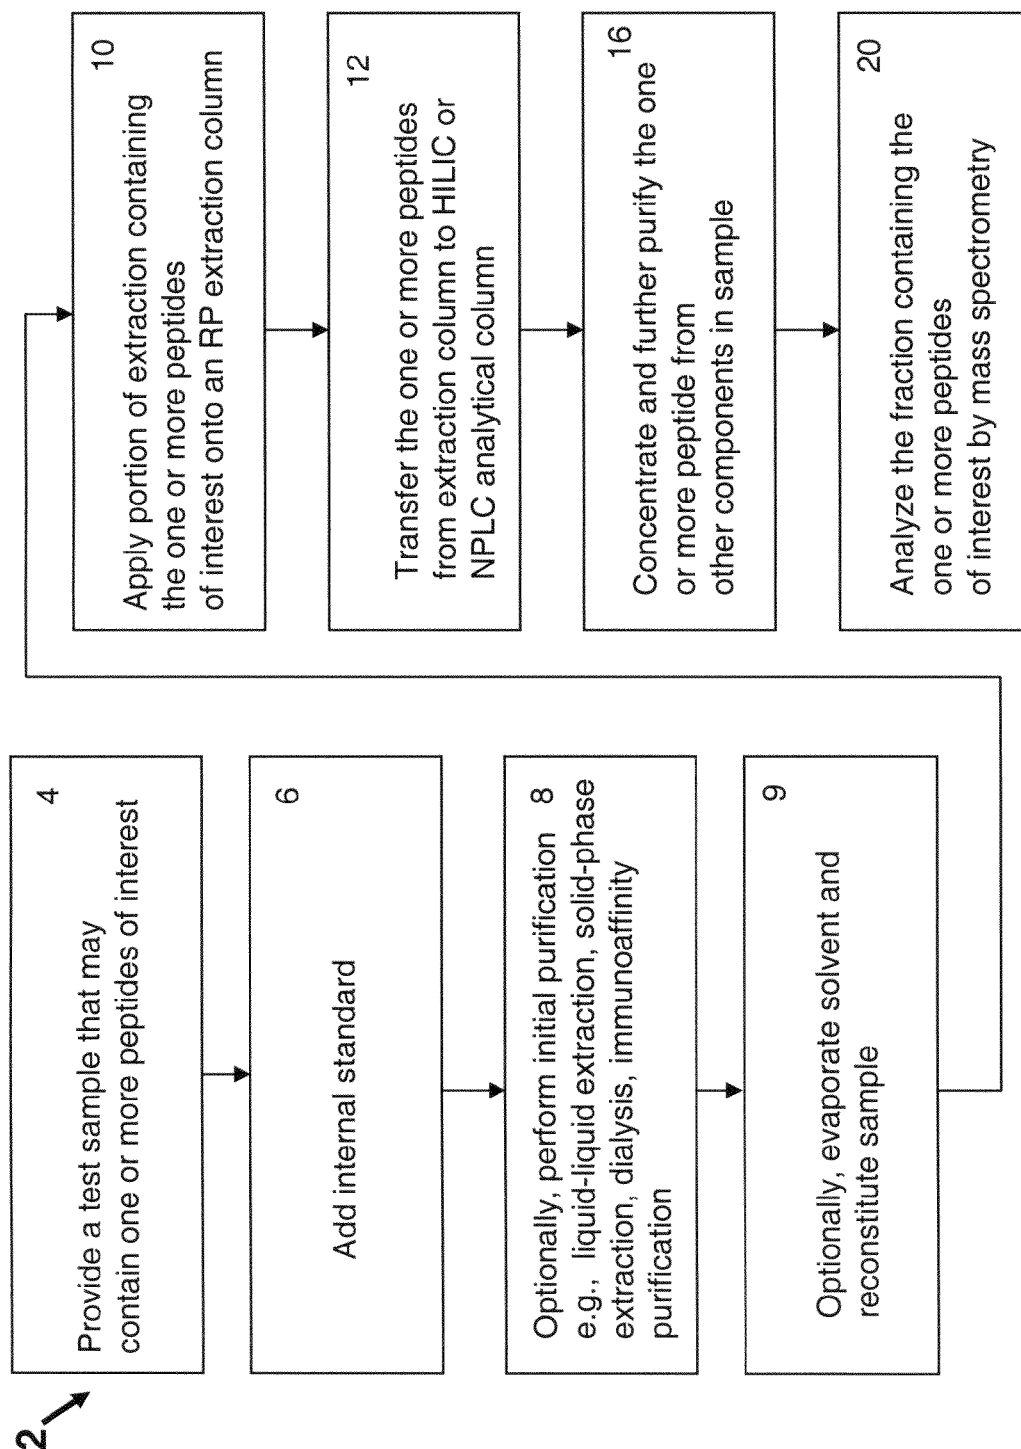 2
4
Provide a test sample that may
contain one or more peptides of interest
6
Add internal standard
Optionally, perform initial purification 8
e.g., liquid-liquid extraction, solid-phase
extraction, dialysis, immunoaffinity
purification
9
Optionally, evaporate solvent and
reconstitute sample
10
Apply portion of extraction containing
the one or more peptides
of interest onto an RP extraction column
12
Transfer the one or more peptides
from extraction column to HILIC or
NPLC analytical column
16
Concentrate and further purify the one
or more peptide from
other components in sample
20
Analyze the fraction containing the
one or more peptides
of interest by mass spectrometry